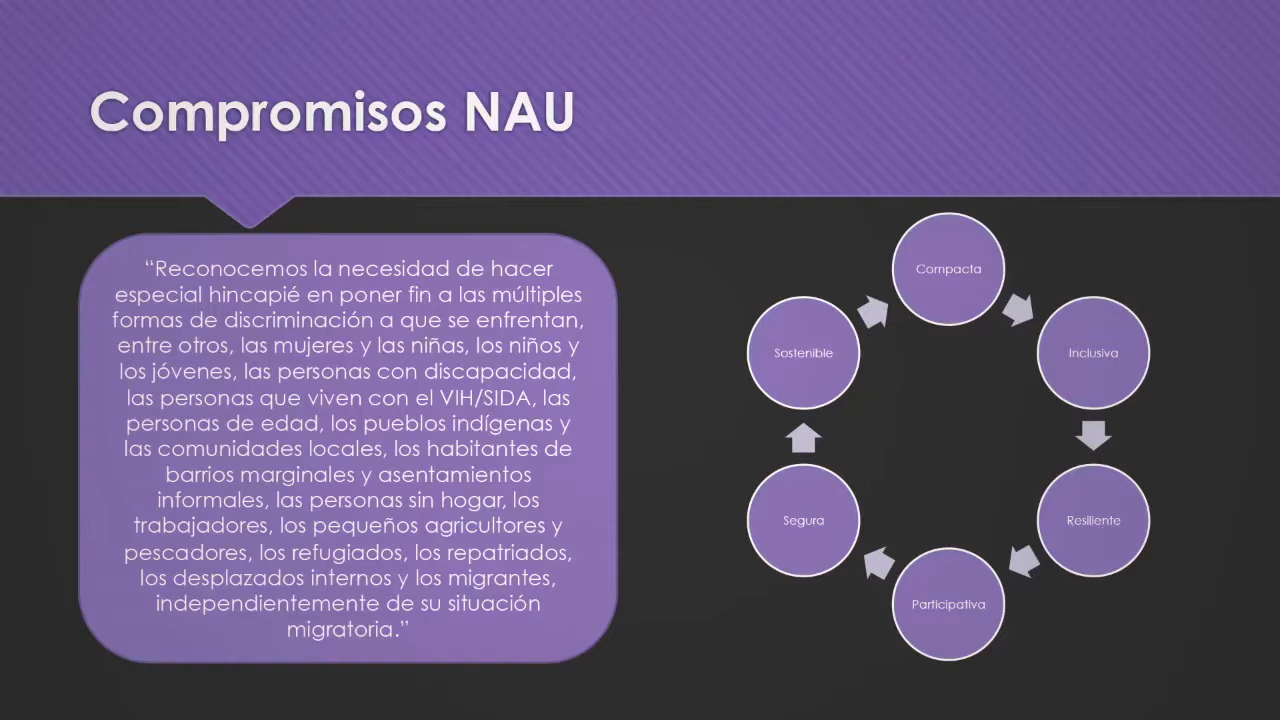 Compromisos NAU
“Reconocemos la necesidad de hacer
especial hincapié en poner fin a las múltiples
formas de discriminación a que se enfrentan,
entre otros, las mujeres y las niñas, los niños y
los jóvenes, las personas con discapacidad,
las personas que viven con el VIH/SIDA, las
personas de edad, los pueblos indígenas y
las comunidades locales, los habitantes de
barrios marginales y asentamientos
informales, las personas sin hogar, los
trabajadores, los pequeños agricultores y
pescadores, los refugiados, los repatriados,
los desplazados internos y los migrantes,
independientemente de su situación
migratoria.”
Compacta
Inclusiva
Resiliente
Participativa
Segura
Sostenible